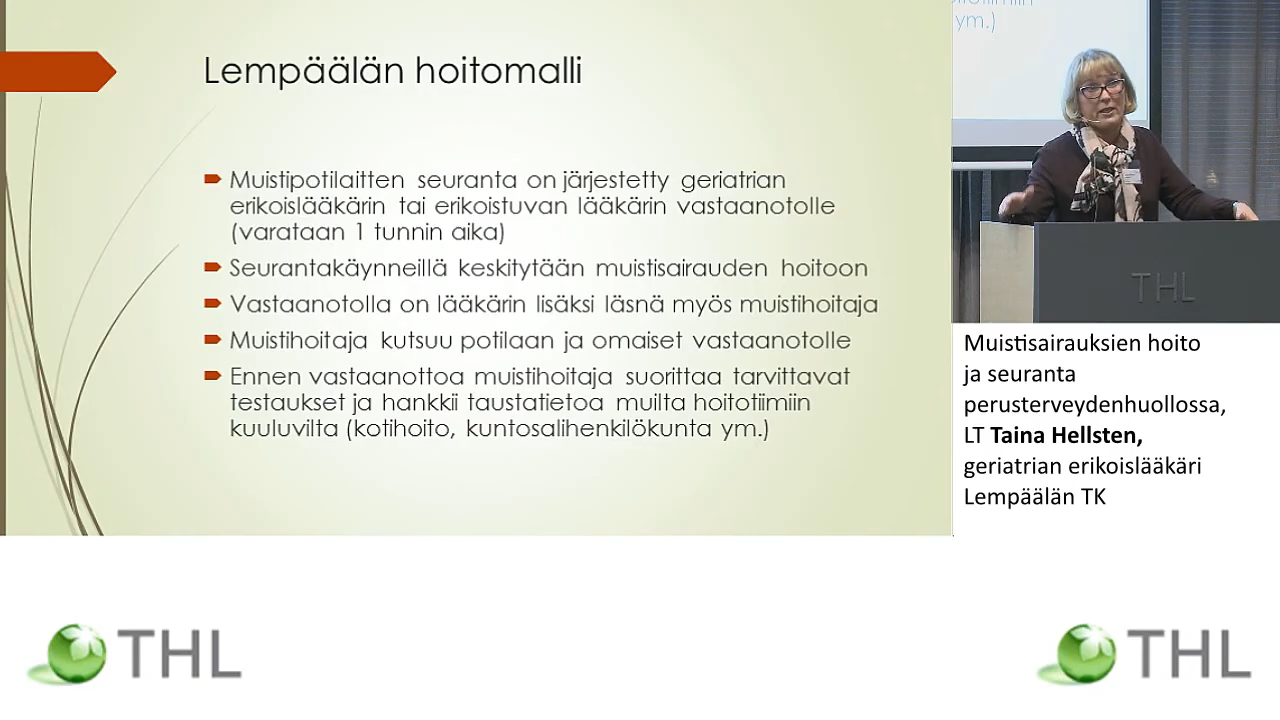 Lempäälän hoitomalli
Muistipotilaitten seuranta on järjestetty geriatrian
erikoislääkärin tai erikoistuvan lääkärin vastaanotolle
(varataan 1 tunnin aika)
Seurantakäynneillä keskitytään muistisairauden hoitoon
Vastaanotolla on lääkärin lisäksi läsnä myös muistihoitaja
Muistihoitaja kutsuu potilaan ja omaiset vastaanotolle
Ennen vastaanottoa muistihoitaja suorittaa tarvittavat
testaukset ja hankkii taustatietoa muilta hoitotiimiin
kuuluvilta (kotihoito, kuntosalihenkilökunta ym.)
ym.)
THL
Muistisairauksien hoito
ja seuranta
perusterveydenhuollossa,
LT Taina Hellsten,
geriatrian erikoislääkäri
Lempäälän TK
THL
THL